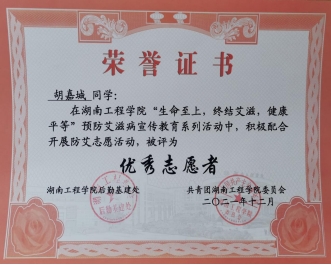 荣誉证书
胡嘉城 同学：
在湖南工程学院“生命至上，终结艾滋，健康
平等”预防艾滋病宣传教育系列活动中，积极配合
开展防艾志愿活动，被评为
优秀志愿者
湖南工程学院后勤基建处 共青团湖南工程学院委员会
二〇二一年十二月